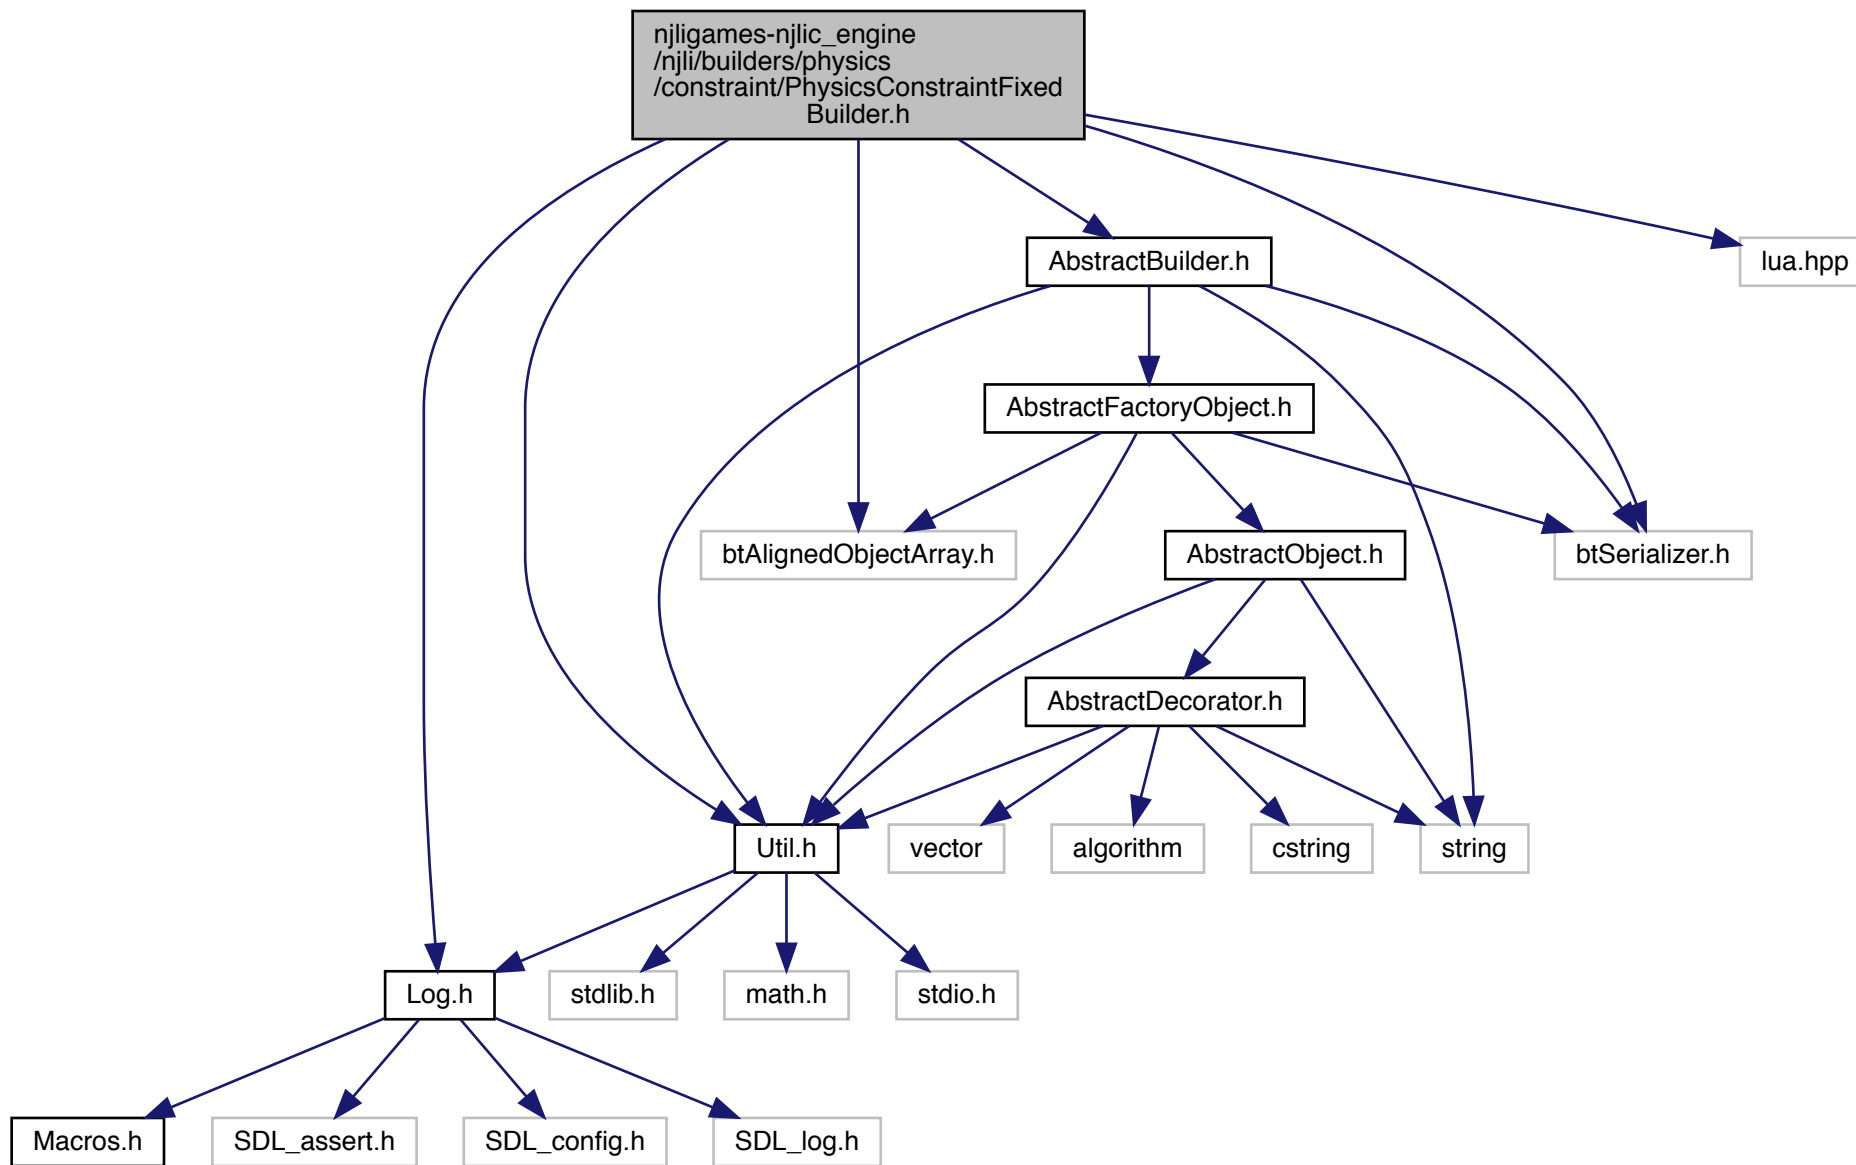 njligames-njlic_engine
/njli/builders/physics
/constraint/PhysicsConstraintFixed
Builder.h
AbstractBuilder.h
lua.hpp
AbstractFactoryObject.h
btAlignedObjectArray.h
AbstractObject.h
btSerializer.h
AbstractDecorator.h
Util.h
vector
algorithm
cstring
string
Log.h
stdlib.h
math.h
stdio.h
Macros.h
SDL_assert.h
SDL_config.h
SDL_log.h